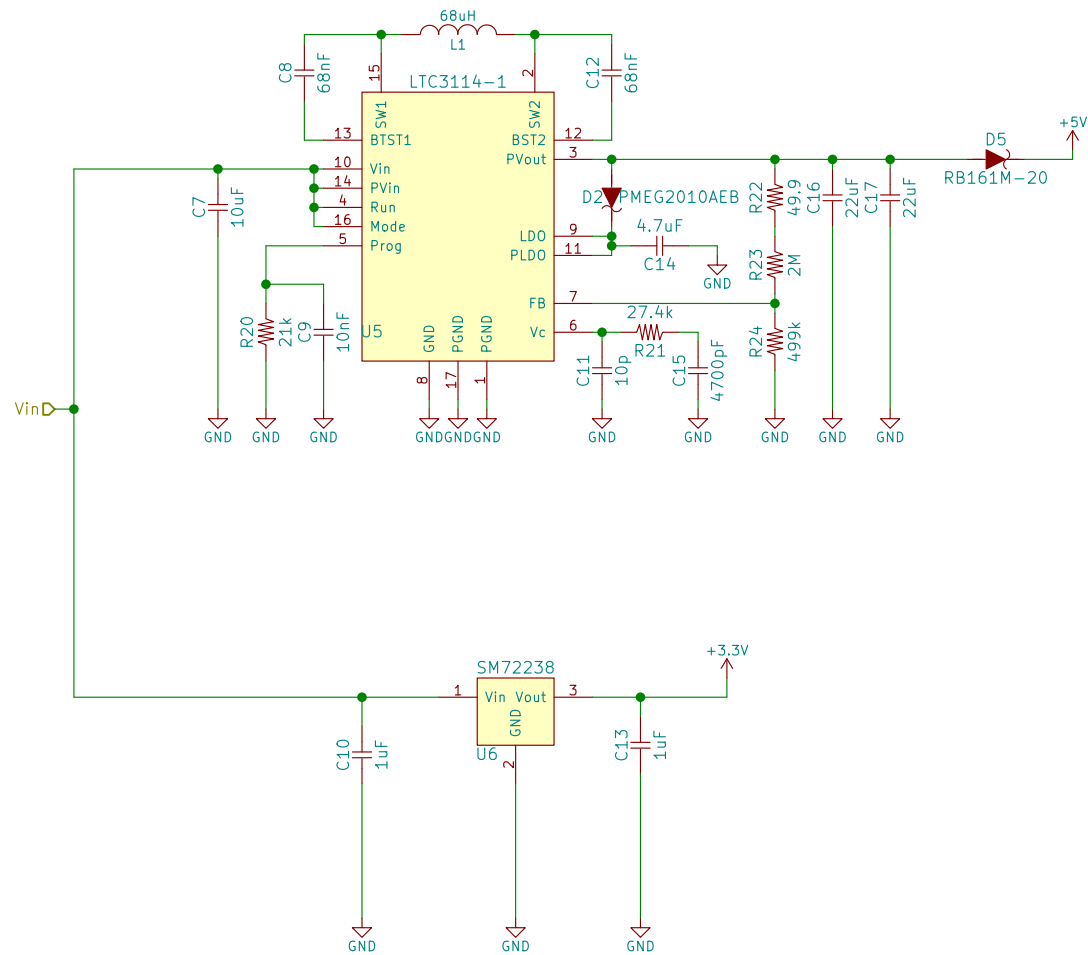 68uH
L1
C8
68nF
15
2
C12
68nF
LTC3114-1
SW1
SW2
13
BTST1
BST2
12
+5V
D5
RB161M-20
10
Vin
PVout
3
14
PVin
4
Run
16
Mode
5
Prog
C7
10uF
D2
PMEG2010AEB
R22
49.9
C16
22uF
C17
22uF
LDO
9
PLDO
11
4.7uF
C14
GND
R23
2M
FB
7
Vc
6
27.4k
R21
R20
21k
C9
10nF
U5
GND
PGND
PGND
8
17
1
C11
10p
C15
4700pF
R24
499k
Vin
GND
GND
GND
GND
GND
GND
GND
GND
GND
GND
GND
+3.3V
SM72238
1
Vin
Vout
3
GND
U6
2
C10
1uF
C13
1uF
GND
GND
GND